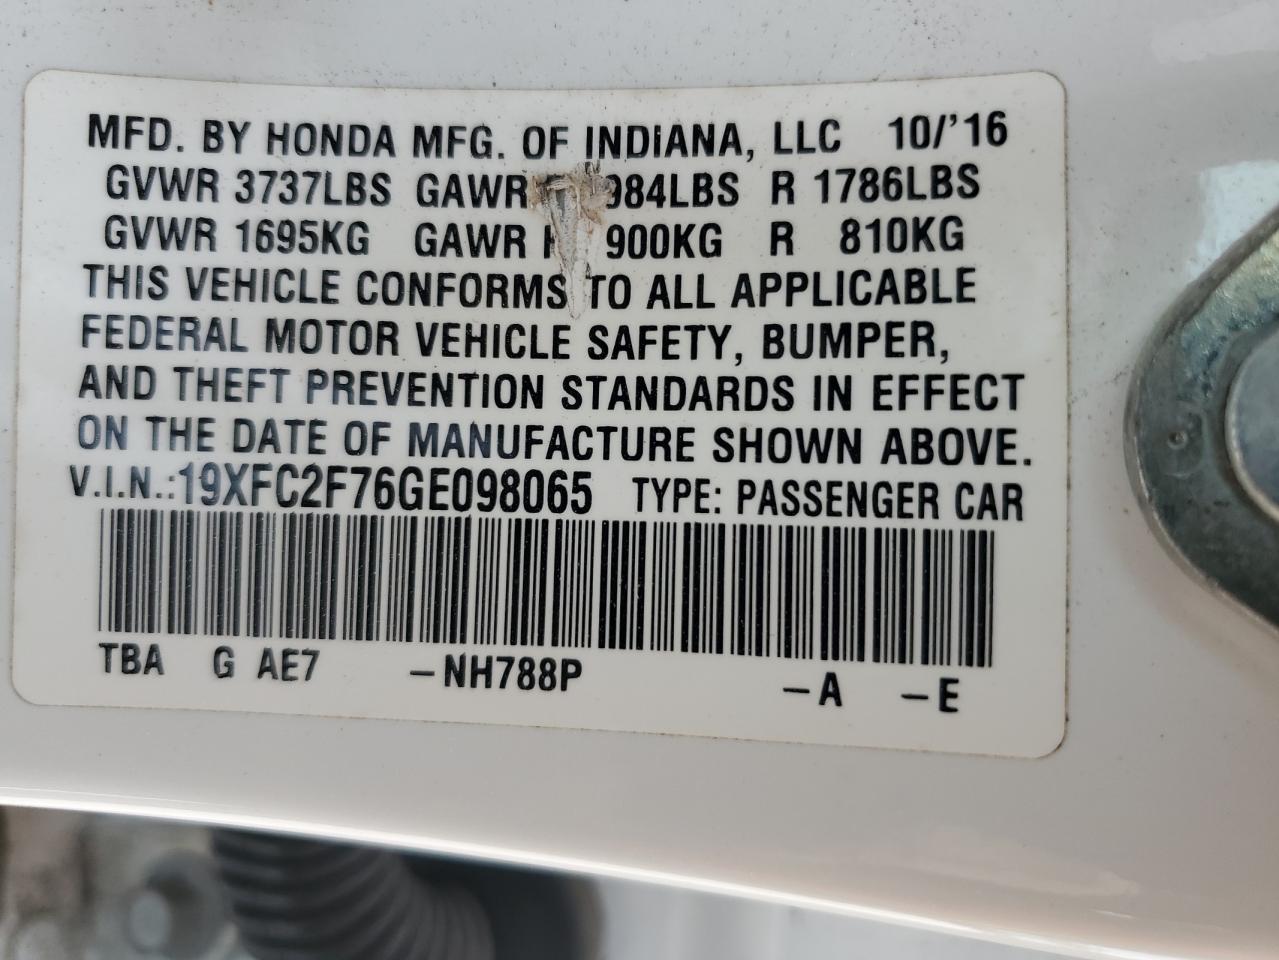 MFD. BY HONDA MFG. OF INDIANA, LLC 10/'16
GVWR 3737LBS GAWR 984LBS R 1786LBS
GVWR 1695KG GAWR 900KG R 810KG
THIS VEHICLE CONFORMS TO ALL APPLICABLE
FEDERAL MOTOR VEHICLE SAFETY, BUMPER,
AND THEFT PREVENTION STANDARDS IN EFFECT
ON THE DATE OF MANUFACTURE SHOWN ABOVE.
V.I.N.:19XFC2F76GE098065 TYPE: PASSENGER CAR
TBA G AE7 -NH788P -A -E